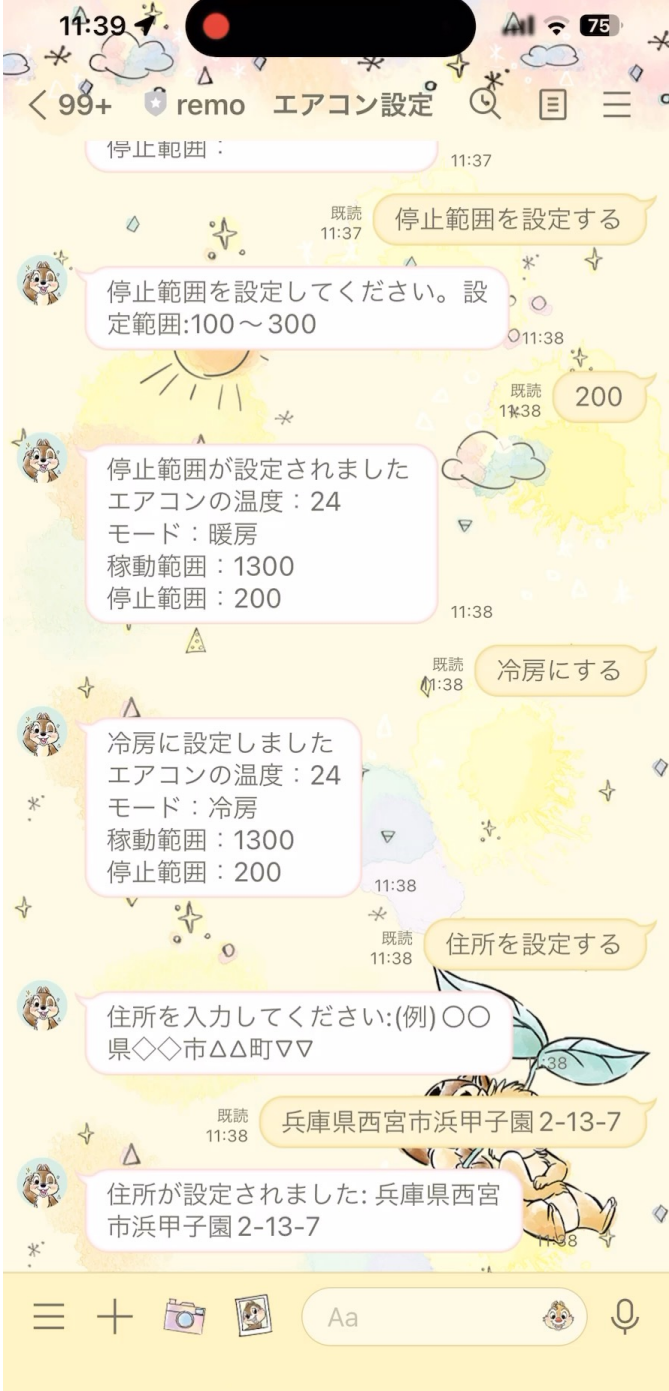 11:39
75
99+ remo エアコン設定
停止範囲：
11:37
停止範囲を設定する
既読
11:37
停止範囲を設定してください。設
定範囲:100～300
11:38
200
既読
11:38
停止範囲が設定されました
エアコンの温度：24
モード：暖房
稼動範囲：1300
停止範囲：200
11:38
冷房にする
既読
11:38
冷房に設定しました
エアコンの温度：24
モード：冷房
稼動範囲：1300
停止範囲：200
11:38
住所を設定する
既読
11:38
住所を入力してください:(例)〇〇
県◇◇市△△町▽▽
11:38
兵庫県西宮市浜甲子園2-13-7
既読
11:38
住所が設定されました: 兵庫県西宮
市浜甲子園2-13-7
11:38
Aa